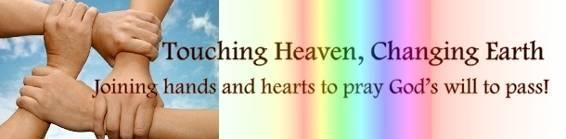 Touching Heaven, Changing Earth
Joining hands and hearts to pray God's will to pass!